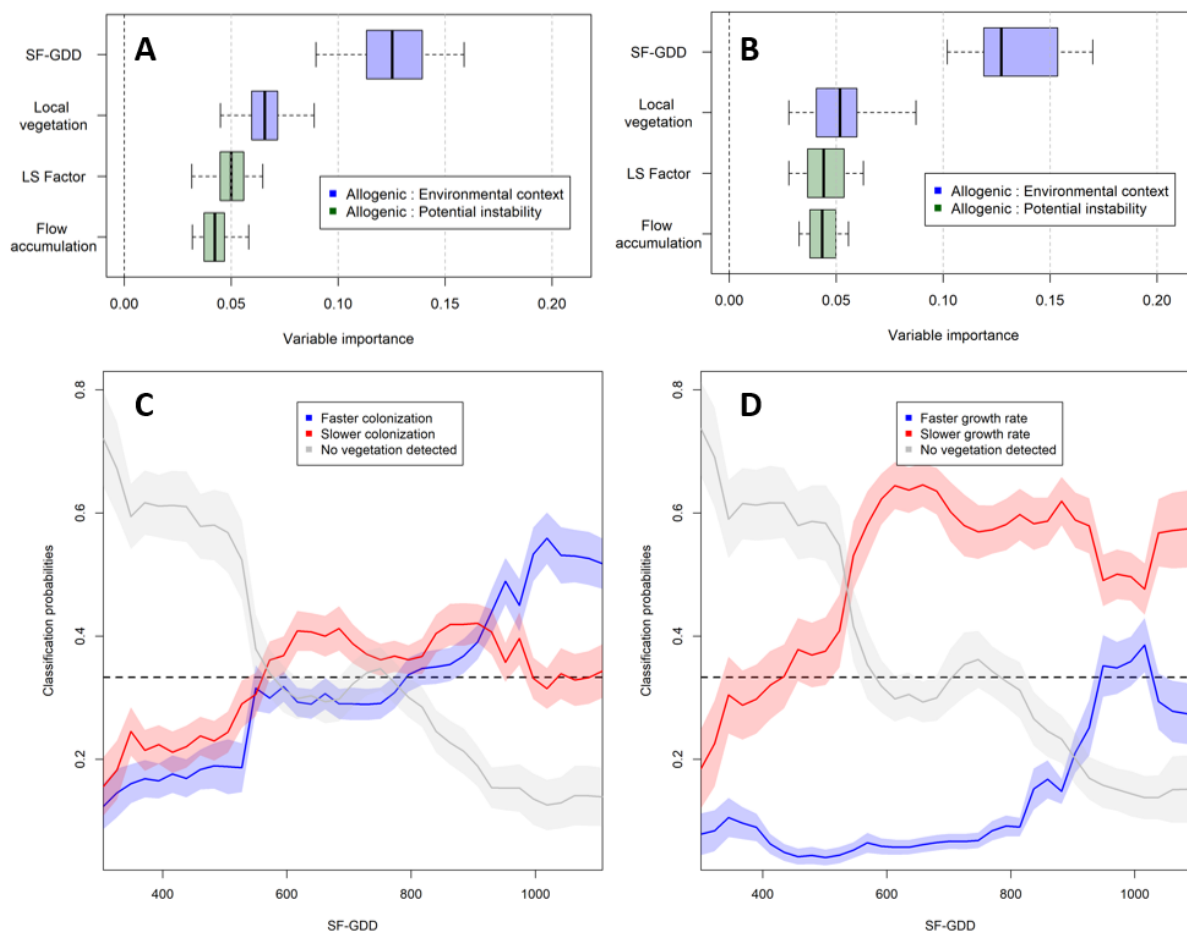 A
SF-GDD
Local
vegetation
LS Factor
Flow
accumulation
Allogenic : Environmental context
Allogenic : Potential instability
0.00 0.05 0.10 0.15 0.20
Variable importance
B
SF-GDD
Local
vegetation
LS Factor
Flow
accumulation
Allogenic : Environmental context
Allogenic : Potential instability
0.00 0.05 0.10 0.15 0.20
Variable importance
C
Faster colonization
Slower colonization
No vegetation detected
Classification probabilities
0.8
0.6
0.4
0.2
400 600 800 1000
SF-GDD
D
Faster growth rate
Slower growth rate
No vegetation detected
Classification probabilities
0.8
0.6
0.4
0.2
400 600 800 1000
SF-GDD